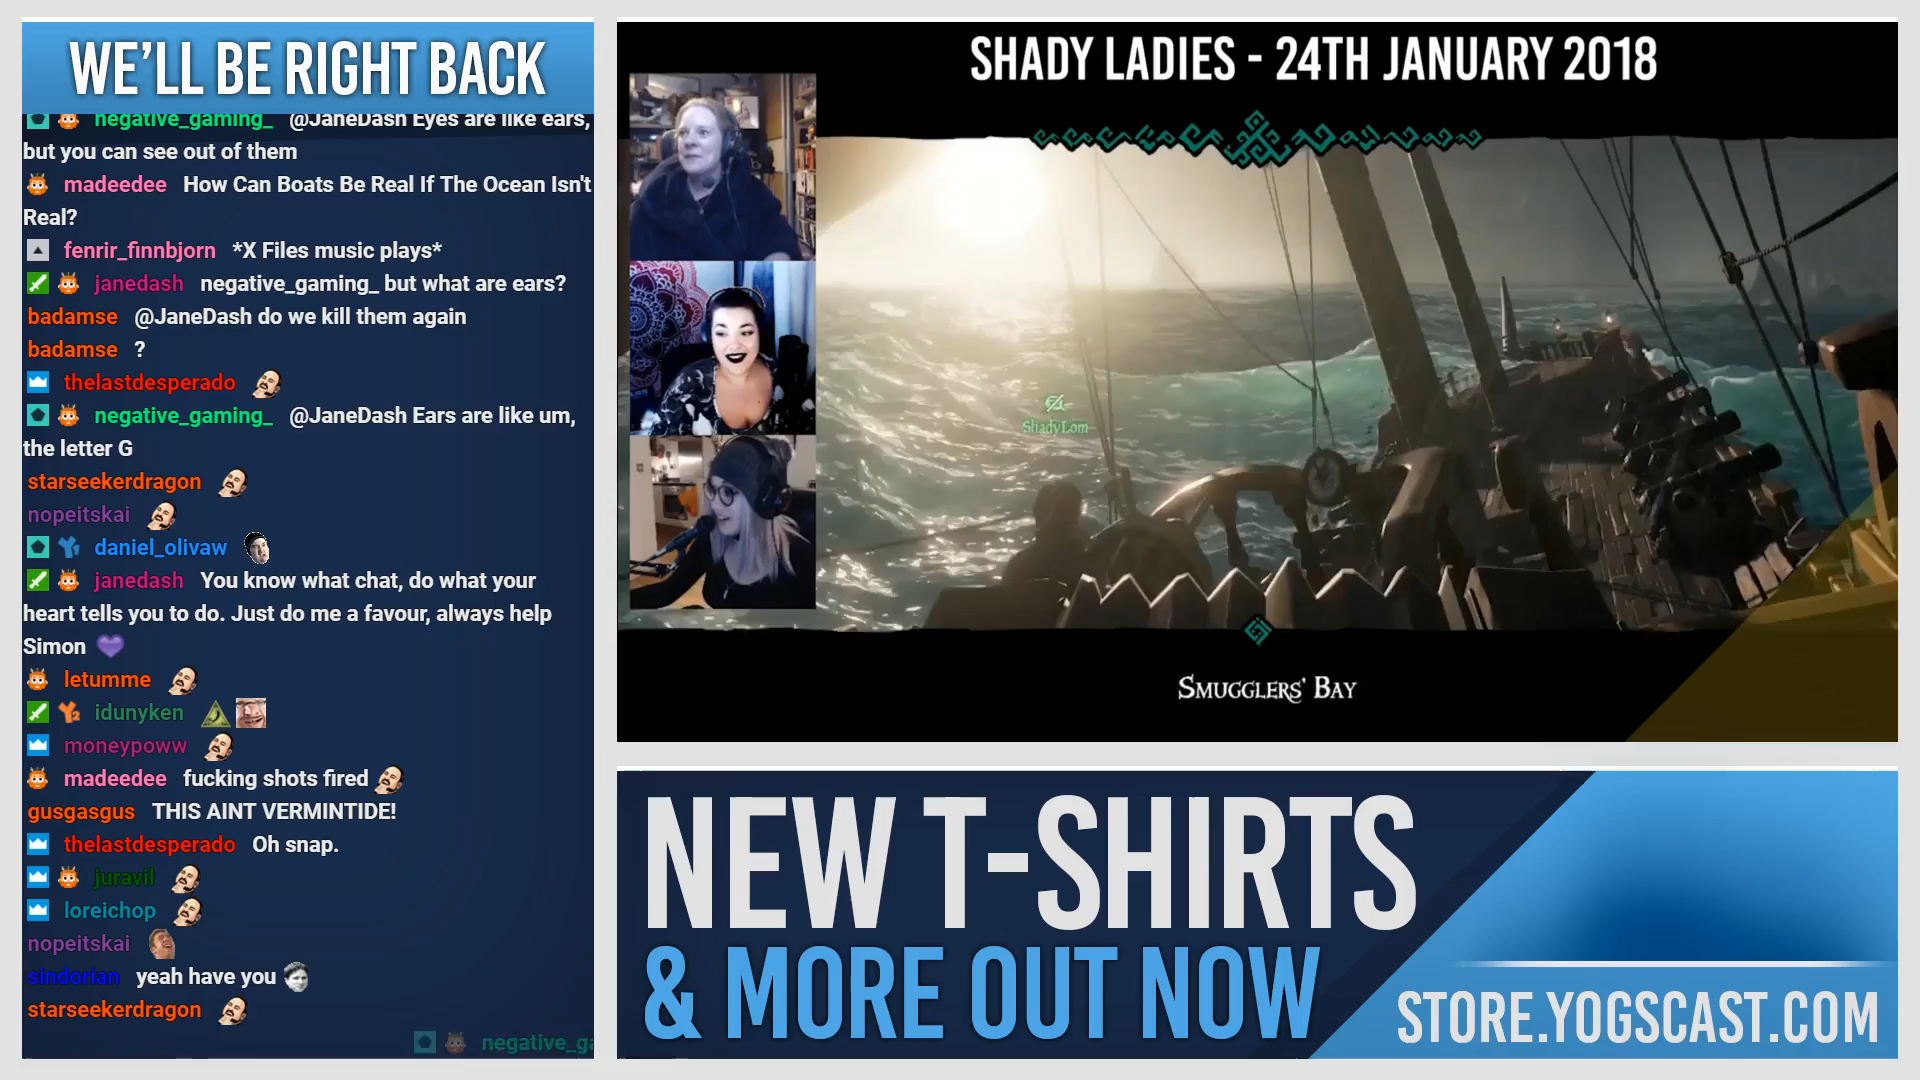 WE'LL BE RIGHT BACK
negative_gaming_ @JaneDash Eyes are like ears,
but you can see out of them
madeedee How Can Boats Be Real If The Ocean Isn't
Real?
fenrir_finnbjorn *X Files music plays*
janedash negative_gaming_ but what are ears?
badamse @JaneDash do we kill them again
badamse ?
thelastdesperado
negative_gaming_ @JaneDash Ears are like um,
the letter G
starseekerdragon
nopeitskai
daniel_olivaw
janedash You know what chat, do what your
heart tells you to do. Just do me a favour, always help
Simon
letumme
idunyken
moneypoww
madeedee fucking shots fired
gusgasgus THIS AINT VERMINTIDE!
thelastdesperado Oh snap.
juravil
loreichop
nopeitskai
sindorian yeah have you
starseekerdragon
negative_ga
SHADY LADIES - 24TH JANUARY 2018
ShadyLom
SMUGGLERS' BAY
NEW T-SHIRTS
& MORE OUT NOW
STORE.YOGSCAST.COM